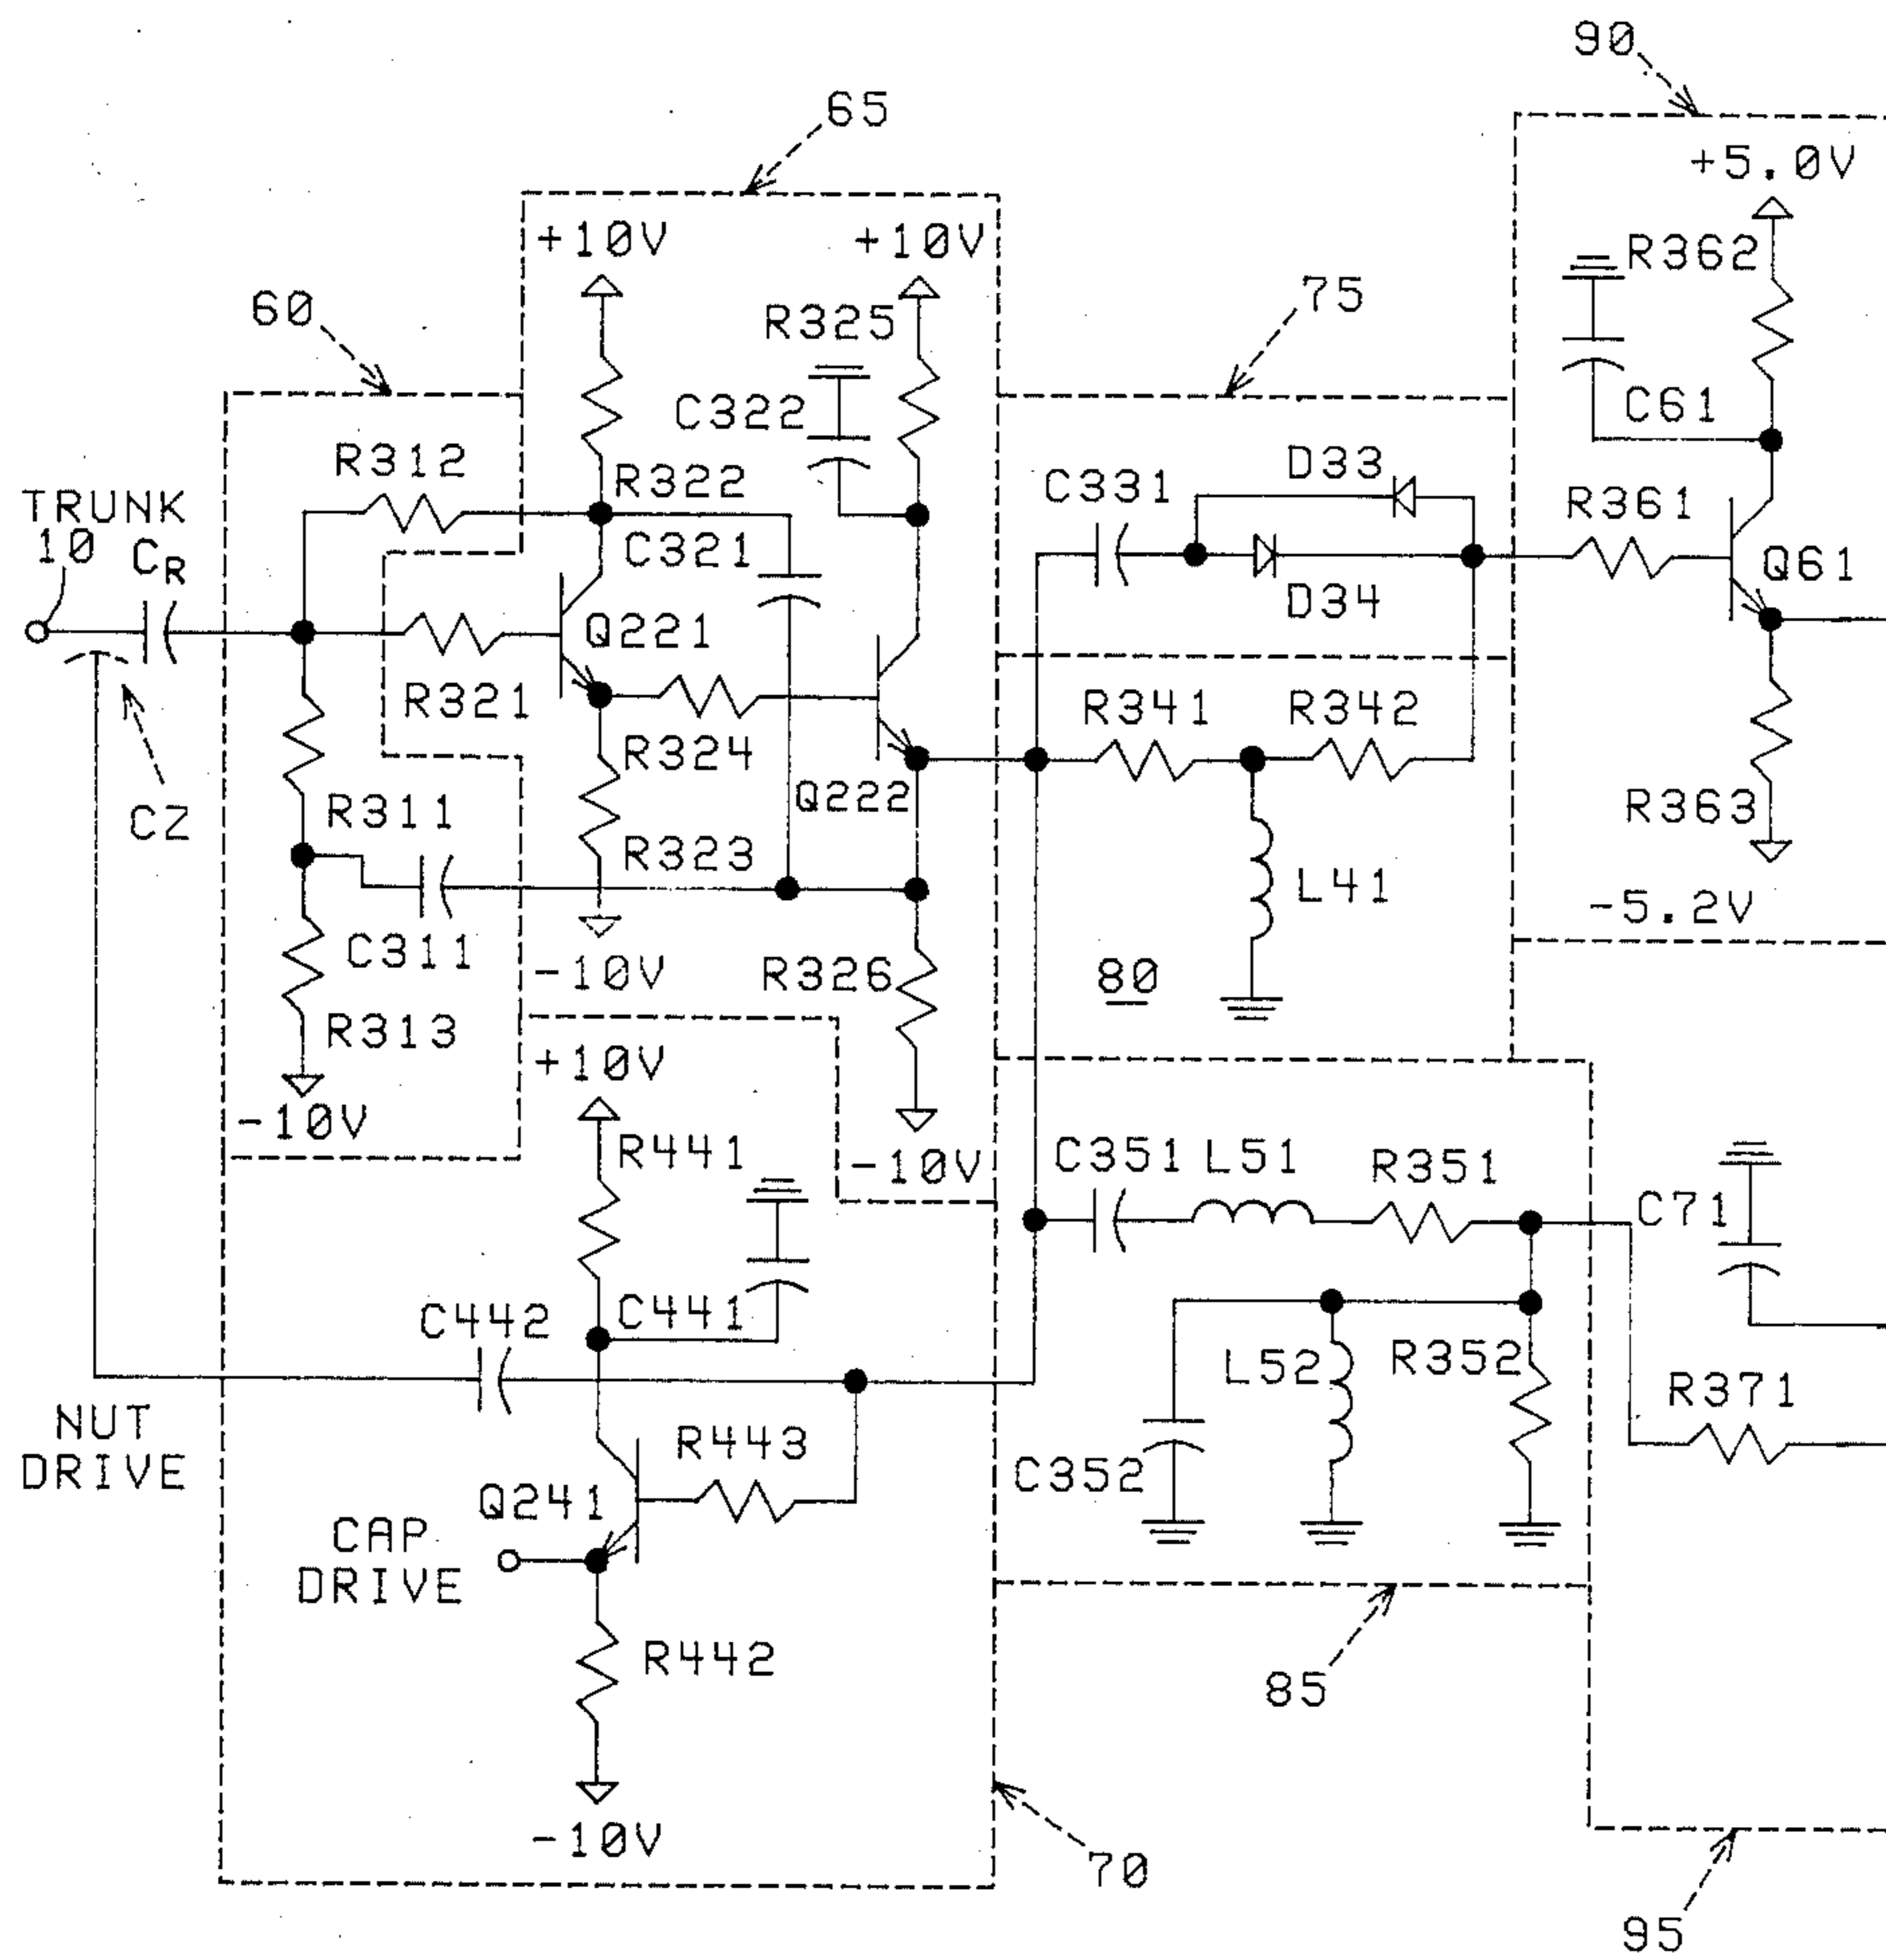 90
65
+5.0V
+10V
+10V
R362
60
R325
75
C322
C61
R312
R322
D33
C331
R361
TRUNK
10
CR
C321
Q61
D34
Q221
R321
R341
R342
R324
Q222
R363
CZ
R311
R323
L41
-5.2V
C311
-10V
R326
80
R313
+10V
-10V
R441
-10V
C351
L51
R351
C71
C442
C441
L52
R352
R371
NUT
DRIVE
R443
C352
Q241
CAP
DRIVE
R442
85
-10V
70
95